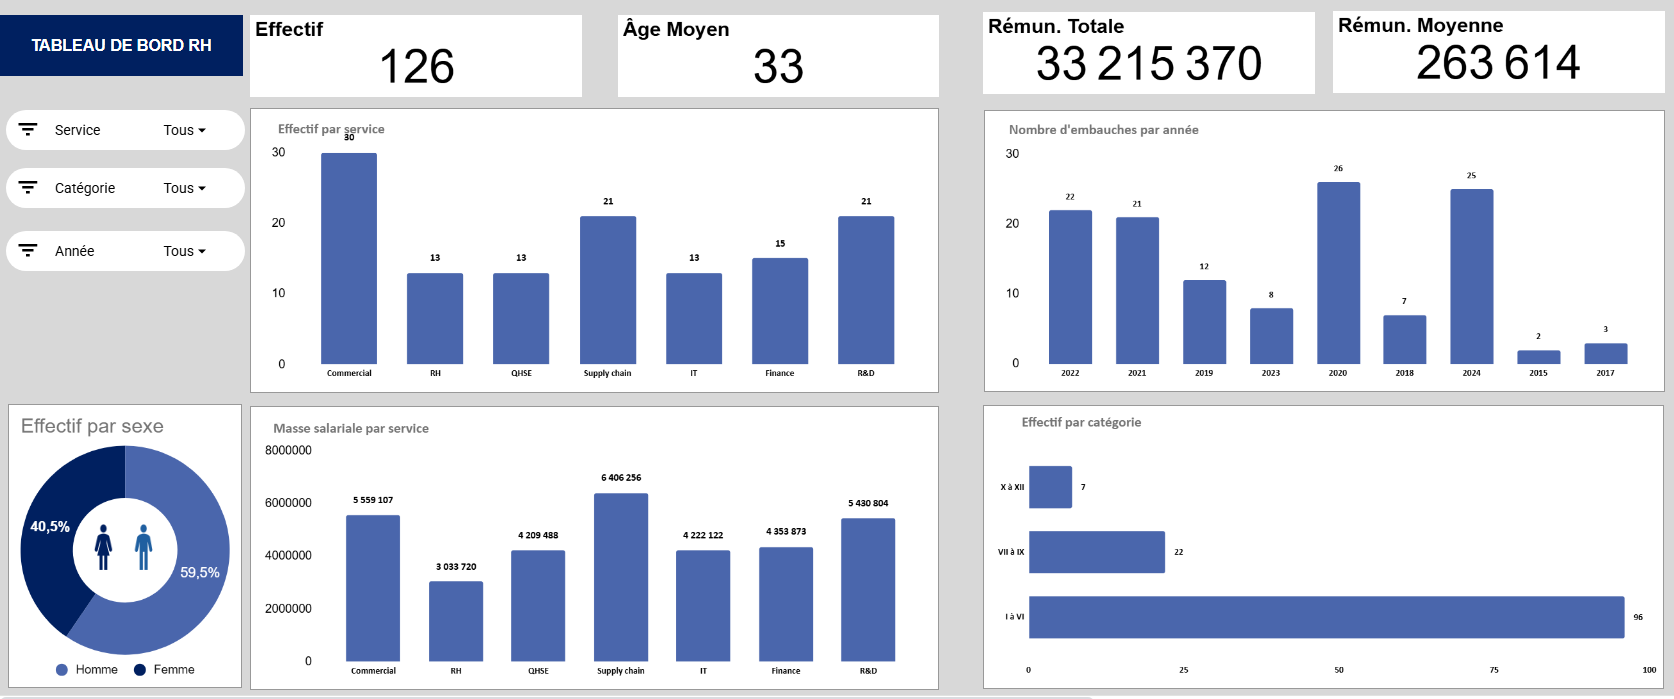 TABLEAU DE BORD RH
Effectif
126
Âge Moyen
33
Rémun. Totale
33 215 370
Rémun. Moyenne
263 614
Service Tous
Catégorie Tous
Année Tous
Effectif par service
30
20
10
0
30
13
13
21
13
15
21
Commercial RH QHSE Supply chain IT Finance R&D
Nombre d'embauches par année
30
20
10
0
22
21
12
8
26
7
25
2
3
2022 2021 2019 2023 2020 2018 2024 2015 2017
Effectif par sexe
40,5%
59,5%
Homme Femme
Masse salariale par service
8000000
6000000
4000000
2000000
0
5 559 107
3 033 720
4 209 488
6 406 256
4 222 122
4 353 873
5 430 804
Commercial RH QHSE Supply chain IT Finance R&D
Effectif par catégorie
X à XII 7
VII à IX 22
I à VI 96
0 25 50 75 100